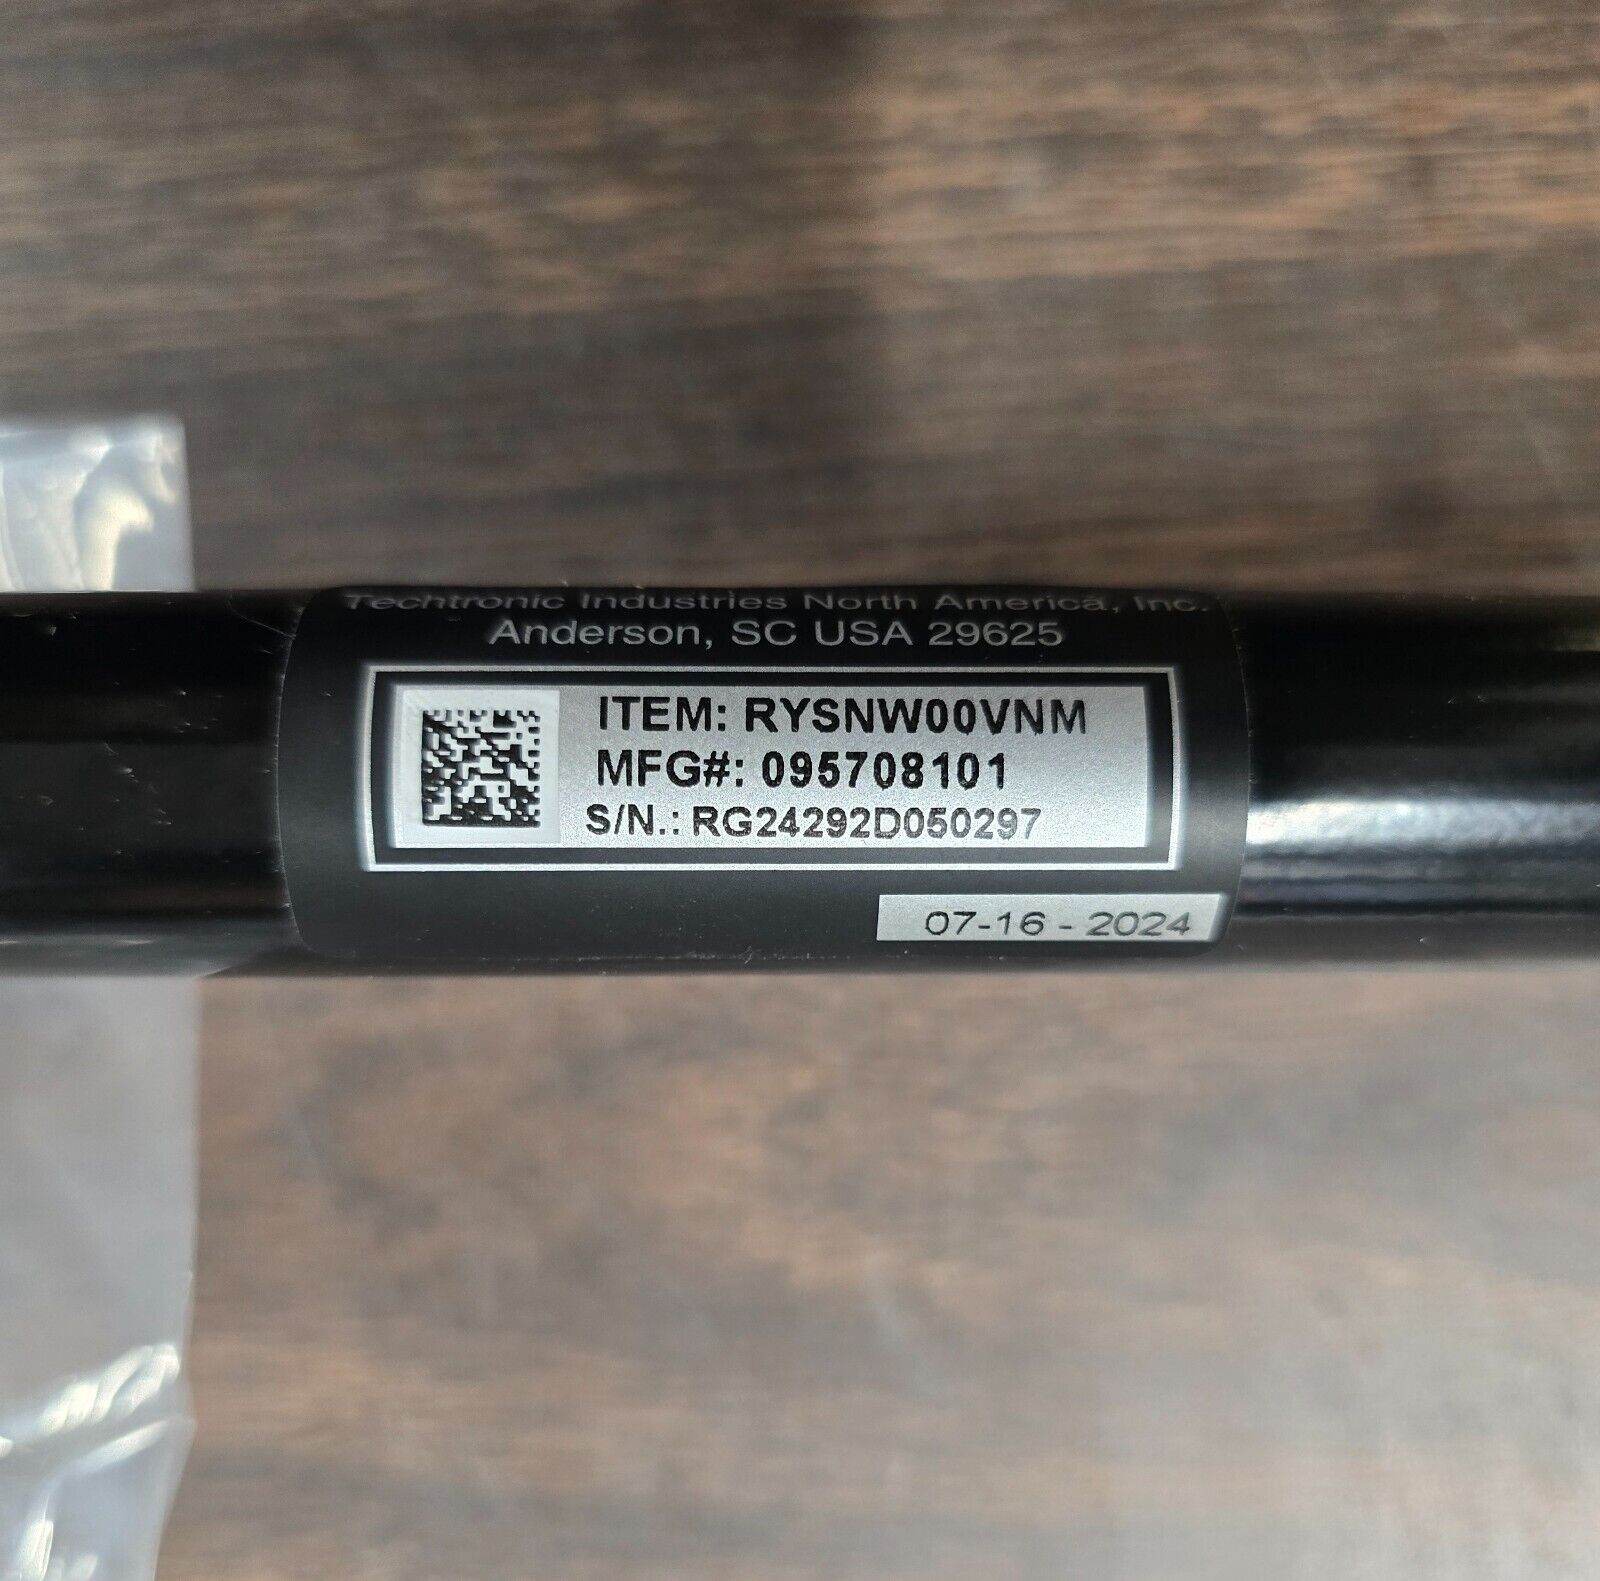 Techtronic Industries North America, Inc.
Anderson, SC USA 29625
ITEM: RYSNW00VNM
MFG#: 095708101
S/N.: RG24292D050297
07-16-2024